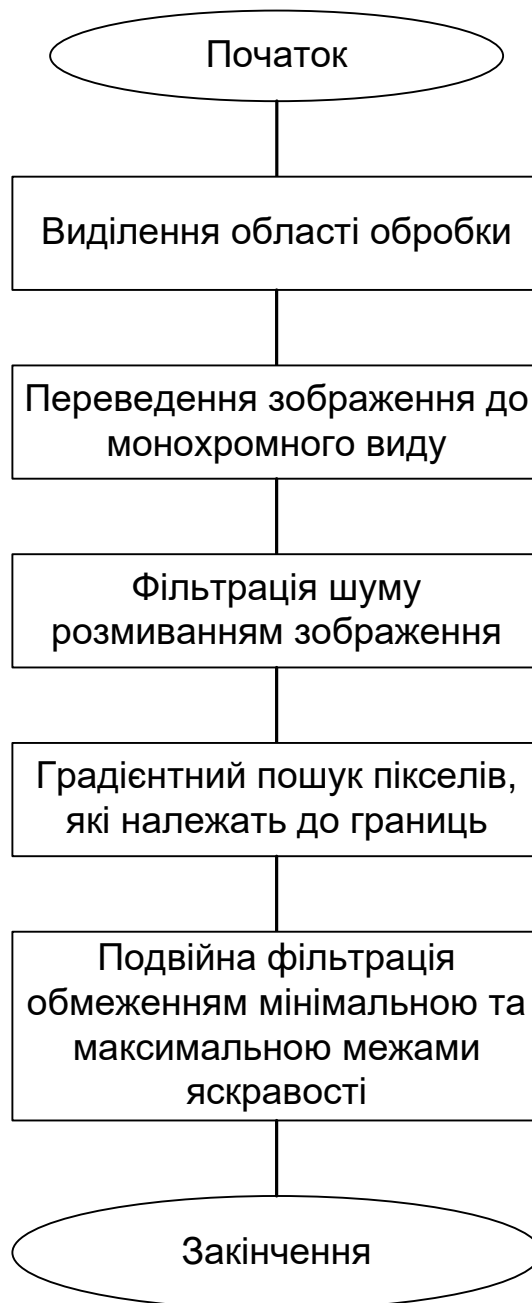 Початок
Виділення області обробки
Переведення зображення до
монохромного виду
Фільтрація шуму
розмиванням зображення
Градієнтний пошук пікселів,
які належать до границь
Подвійна фільтрація
обмеженням мінімальною та
максимальною межами
яскравості
Закінчення